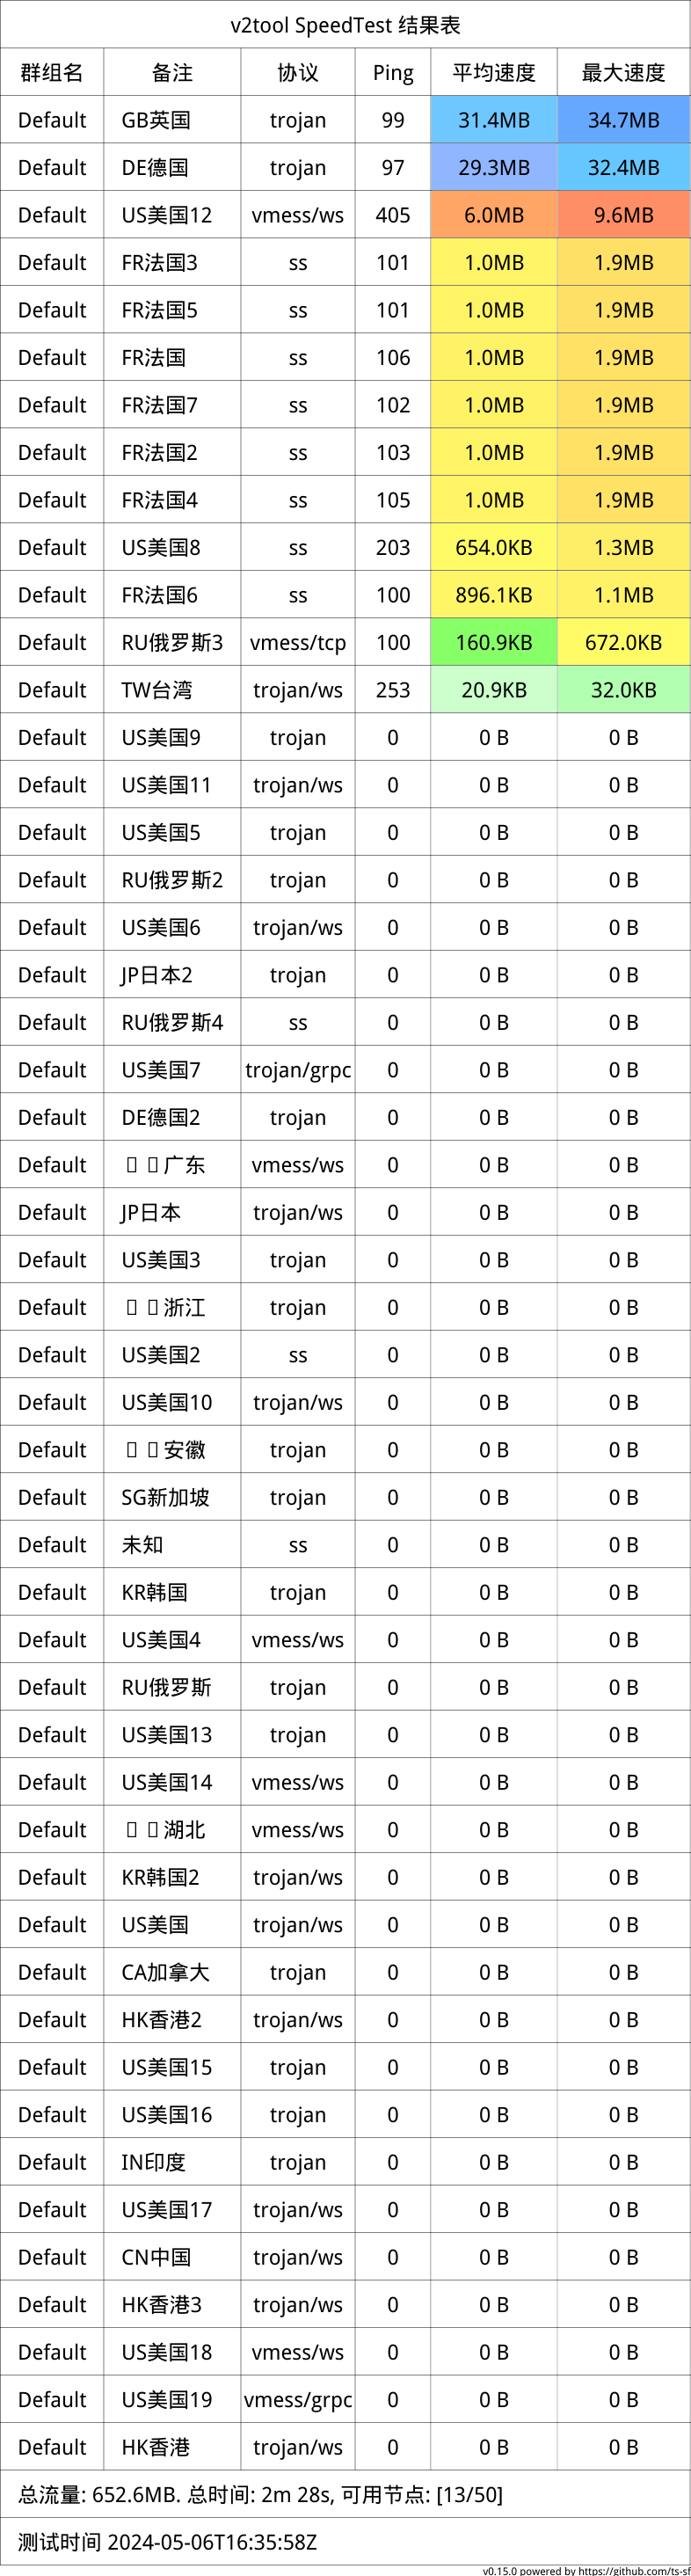 v2tool SpeedTest 结果表
群组名 备注 协议 Ping 平均速度 最大速度
Default GB英国 trojan 99 31.4MB 34.7MB
Default DE德国 trojan 97 29.3MB 32.4MB
Default US美国12 vmess/ws 405 6.0MB 9.6MB
Default FR法国3 ss 101 1.0MB 1.9MB
Default FR法国5 ss 101 1.0MB 1.9MB
Default FR法国 ss 106 1.0MB 1.9MB
Default FR法国7 ss 102 1.0MB 1.9MB
Default FR法国2 ss 103 1.0MB 1.9MB
Default FR法国4 ss 105 1.0MB 1.9MB
Default US美国8 ss 203 654.0KB 1.3MB
Default FR法国6 ss 100 896.1KB 1.1MB
Default RU俄罗斯3 vmess/tcp 100 160.9KB 672.0KB
Default TW台湾 trojan/ws 253 20.9KB 32.0KB
Default US美国9 trojan 0 0 B 0 B
Default US美国11 trojan/ws 0 0 B 0 B
Default US美国5 trojan 0 0 B 0 B
Default RU俄罗斯2 trojan 0 0 B 0 B
Default US美国6 trojan/ws 0 0 B 0 B
Default JP日本2 trojan 0 0 B 0 B
Default RU俄罗斯4 ss 0 0 B 0 B
Default US美国7 trojan/grpc 0 0 B 0 B
Default DE德国2 trojan 0 0 B 0 B
Default 广东 vmess/ws 0 0 B 0 B
Default JP日本 trojan/ws 0 0 B 0 B
Default US美国3 trojan 0 0 B 0 B
Default 浙江 trojan 0 0 B 0 B
Default US美国2 ss 0 0 B 0 B
Default US美国10 trojan/ws 0 0 B 0 B
Default 安徽 trojan 0 0 B 0 B
Default SG新加坡 trojan 0 0 B 0 B
Default 未知 ss 0 0 B 0 B
Default KR韩国 trojan 0 0 B 0 B
Default US美国4 vmess/ws 0 0 B 0 B
Default RU俄罗斯 trojan 0 0 B 0 B
Default US美国13 trojan 0 0 B 0 B
Default US美国14 vmess/ws 0 0 B 0 B
Default 湖北 vmess/ws 0 0 B 0 B
Default KR韩国2 trojan/ws 0 0 B 0 B
Default US美国 trojan/ws 0 0 B 0 B
Default CA加拿大 trojan 0 0 B 0 B
Default HK香港2 trojan/ws 0 0 B 0 B
Default US美国15 trojan 0 0 B 0 B
Default US美国16 trojan 0 0 B 0 B
Default IN印度 trojan 0 0 B 0 B
Default US美国17 trojan/ws 0 0 B 0 B
Default CN中国 trojan/ws 0 0 B 0 B
Default HK香港3 trojan/ws 0 0 B 0 B
Default US美国18 vmess/ws 0 0 B 0 B
Default US美国19 vmess/grpc 0 0 B 0 B
Default HK香港 trojan/ws 0 0 B 0 B
总流量: 652.6MB. 总时间: 2m 28s, 可用节点: [13/50]
测试时间 2024-05-06T16:35:58Z
v0.15.0 powered by https://github.com/ts-sf